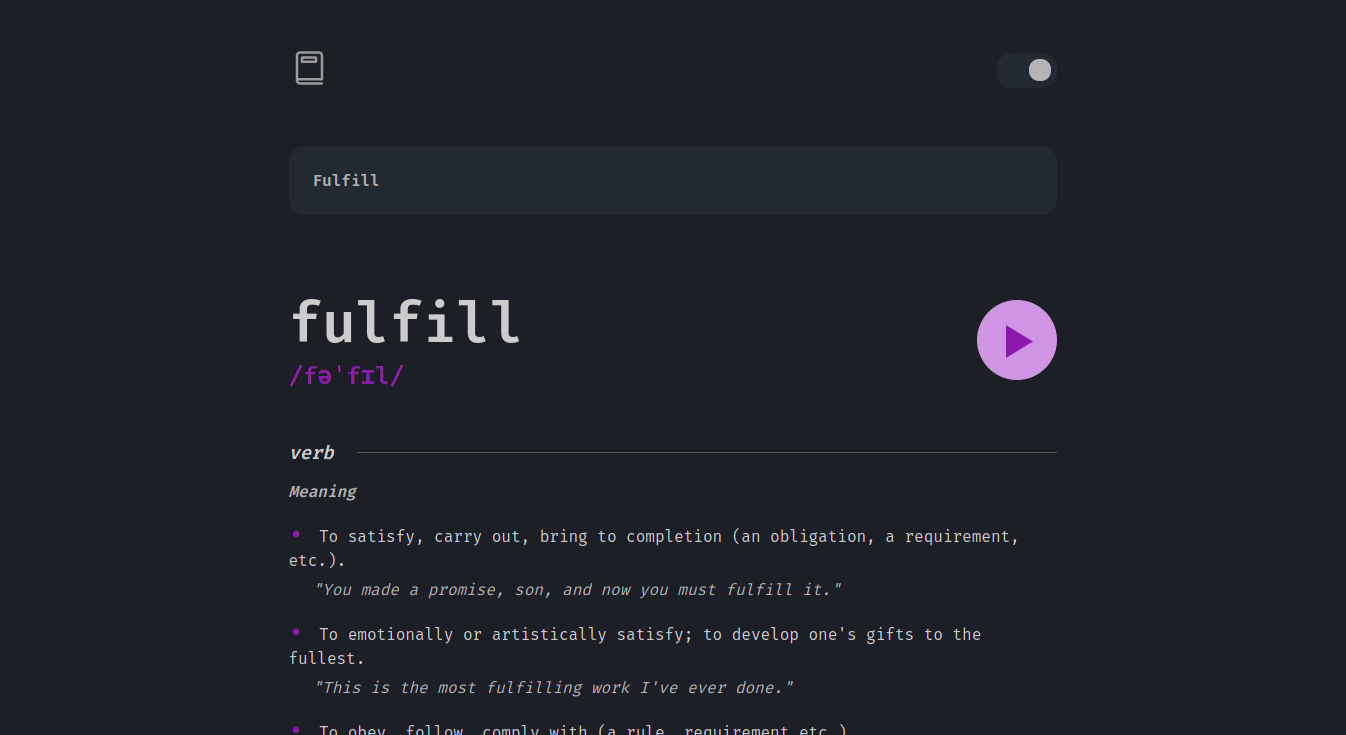 Fulfill
fulfill
/fəˈfɪl/
verb
Meaning
• To satisfy, carry out, bring to completion (an obligation, a requirement,
etc.).
"You made a promise, son, and now you must fulfill it."
• To emotionally or artistically satisfy; to develop one's gifts to the
fullest.
"This is the most fulfilling work I've ever done."
• To obey, follow, comply with (a rule, requirement etc.)